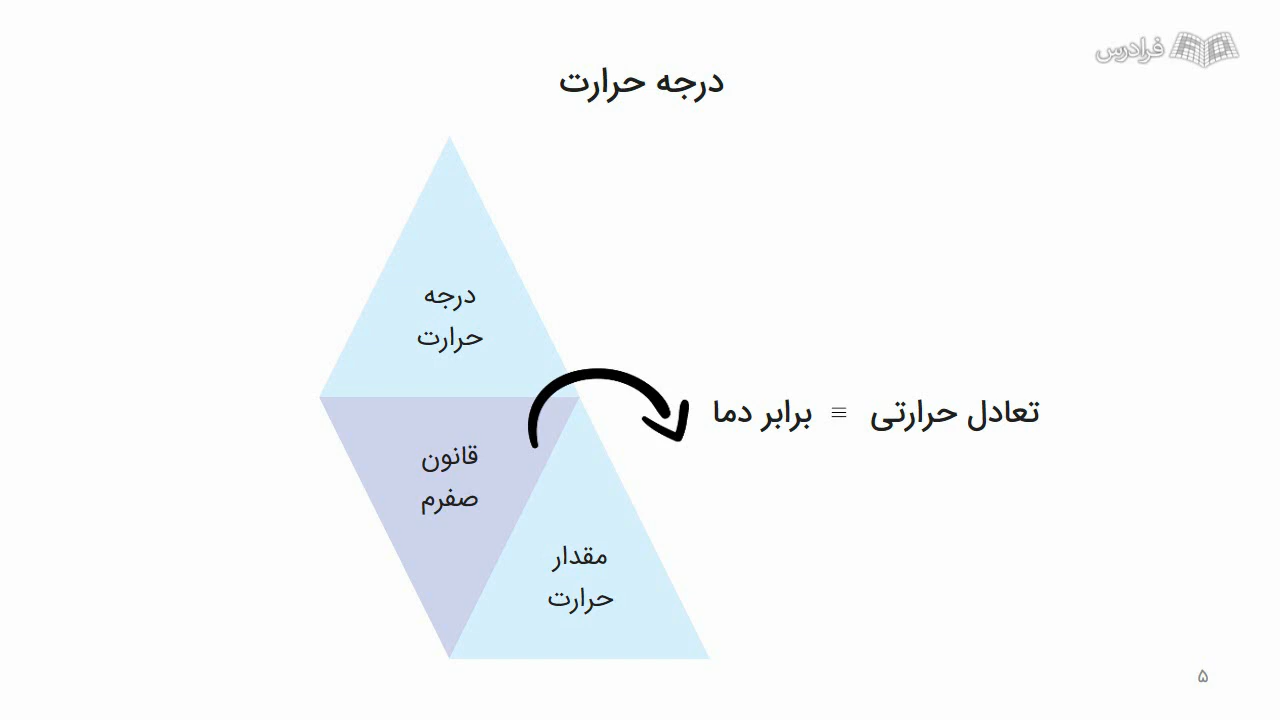 فرادرس
درجه حرارت
درجه
حرارت
تعادل حرارتی ≡ برابر دما
قانون
صفرم
مقدار
حرارت
۵